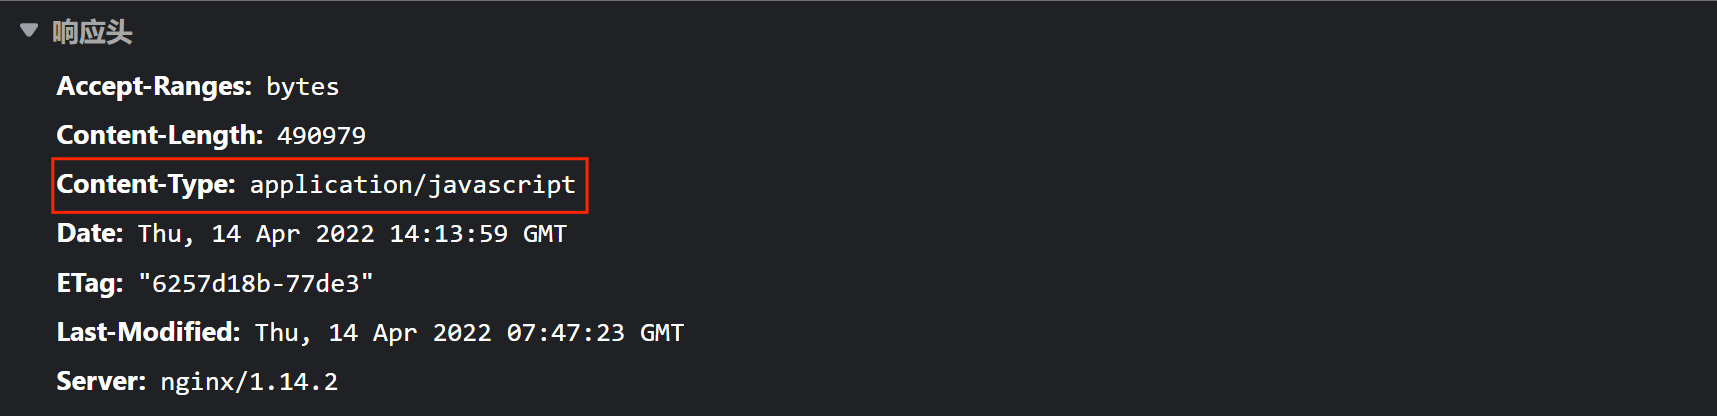 响应头
Accept-Ranges: bytes
Content-Length: 490979
Content-Type: application/javascript
Date: Thu, 14 Apr 2022 14:13:59 GMT
ETag: "6257d18b-77de3"
Last-Modified: Thu, 14 Apr 2022 07:47:23 GMT
Server: nginx/1.14.2